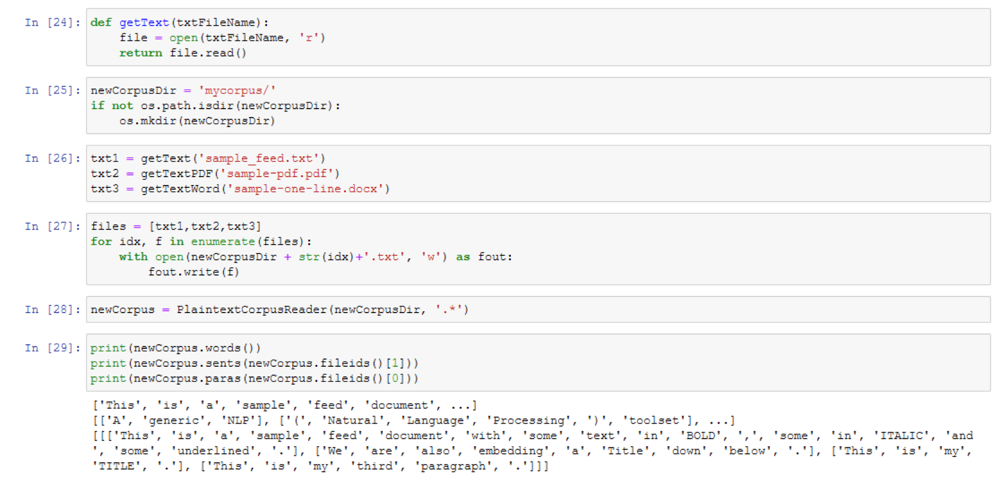 In [24]: def getText(txtFileName):
    file = open(txtFileName, 'r')
    return file.read()
In [25]: newCorpusDir = 'mycorpus/'
if not os.path.isdir(newCorpusDir):
    os.mkdir(newCorpusDir)
In [26]: txt1 = getText('sample_feed.txt')
txt2 = getTextPDF('sample-pdf.pdf')
txt3 = getTextWord('sample-one-line.docx')
In [27]: files = [txt1,txt2,txt3]
for idx, f in enumerate(files):
    with open(newCorpusDir + str(idx)+'.txt', 'w') as fout:
        fout.write(f)
In [28]: newCorpus = PlaintextCorpusReader(newCorpusDir, '.*')
In [29]: print(newCorpus.words())
print(newCorpus.sents(newCorpus.fileids()[1]))
print(newCorpus.paras(newCorpus.fileids()[0]))
['This', 'is', 'a', 'sample', 'feed', 'document', ...]
[['A', 'generic', 'NLP'], ['(', 'Natural', 'Language', 'Processing', ')', 'toolset'], ...]
[[['This', 'is', 'a', 'sample', 'feed', 'document', 'with', 'some', 'text', 'in', 'BOLD', ',', 'some', 'in', 'ITALIC', 'and
', 'some', 'underlined', '.'], ['We', 'are', 'also', 'embedding', 'a', 'Title', 'down', 'below', '.'], ['This', 'is', 'my',
'TITLE', '.'], ['This', 'is', 'my', 'third', 'paragraph', '.']]]